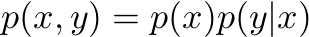 p(x, y) = p(x)p(y|x)